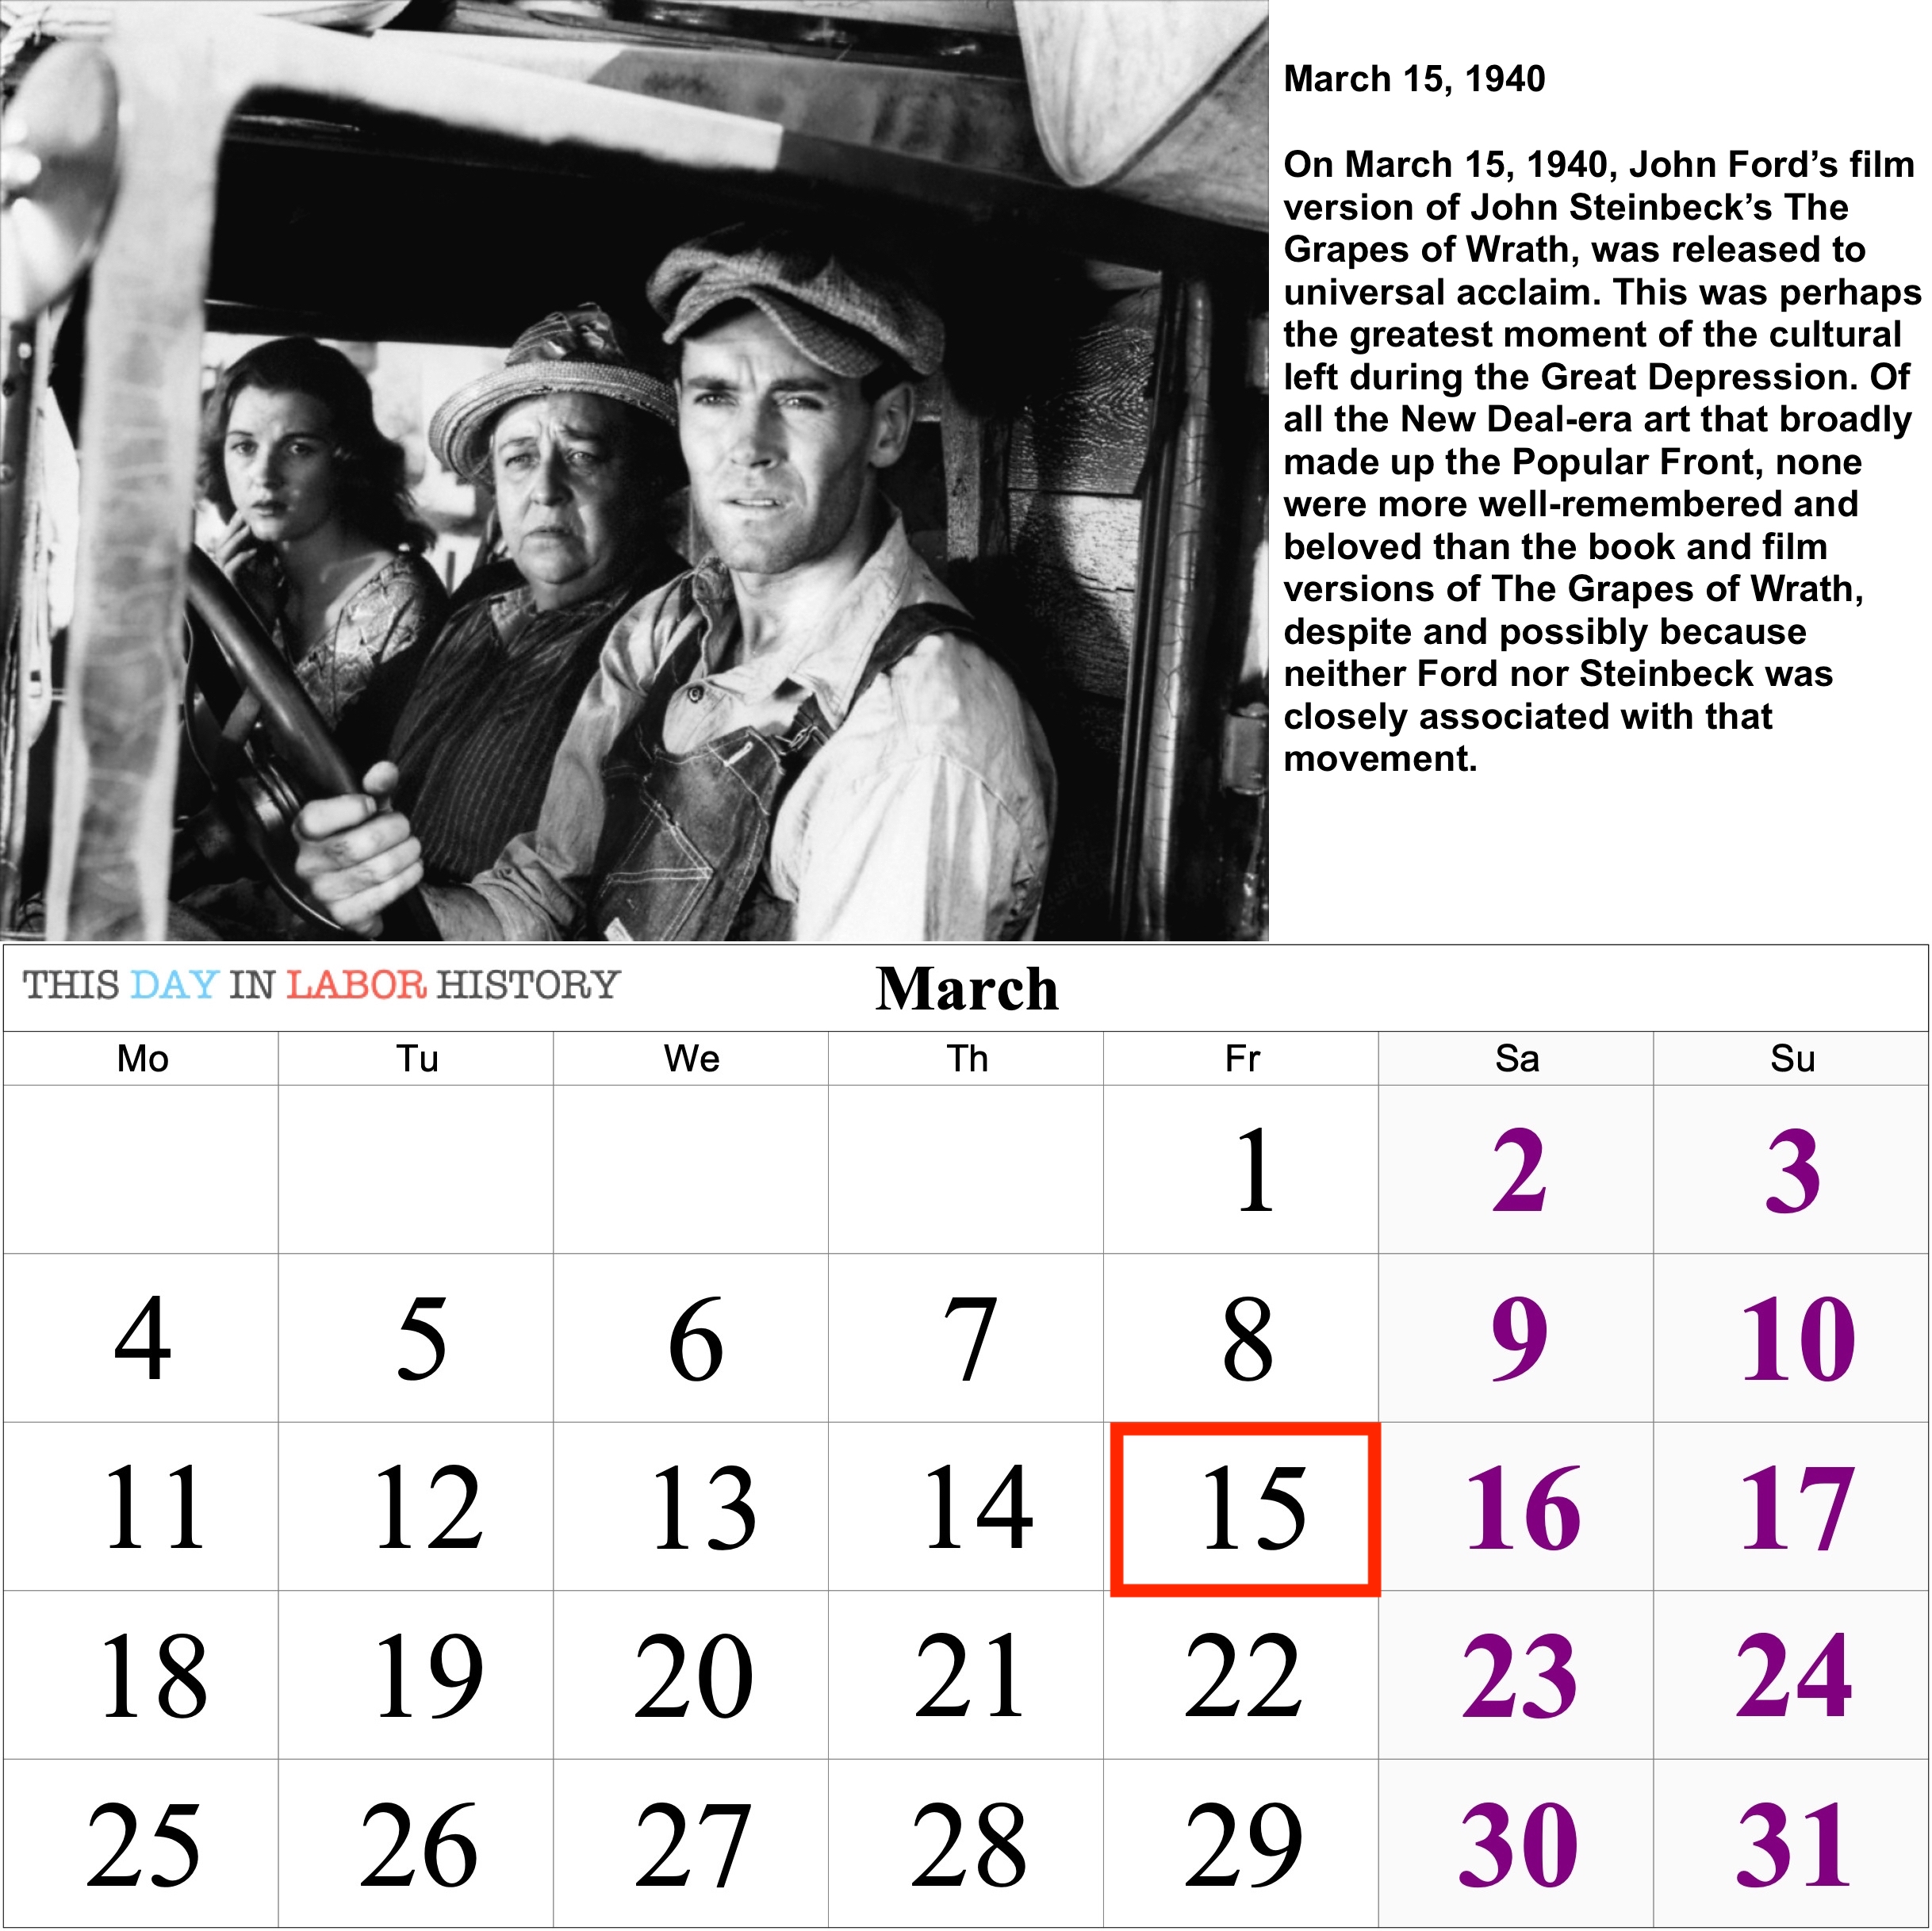 March 15, 1940
On March 15, 1940, John Ford’s film
version of John Steinbeck’s The
Grapes of Wrath, was released to
universal acclaim. This was perhaps
the greatest moment of the cultural
left during the Great Depression. Of
all the New Deal-era art that broadly
made up the Popular Front, none
were more well-remembered and
beloved than the book and film
versions of The Grapes of Wrath,
despite and possibly because
neither Ford nor Steinbeck was
closely associated with that
movement.
THIS DAY IN LABOR HISTORY
March
Mo Tu We Th Fr Sa Su
1 2 3
4 5 6 7 8 9 10
11 12 13 14 15 16 17
18 19 20 21 22 23 24
25 26 27 28 29 30 31